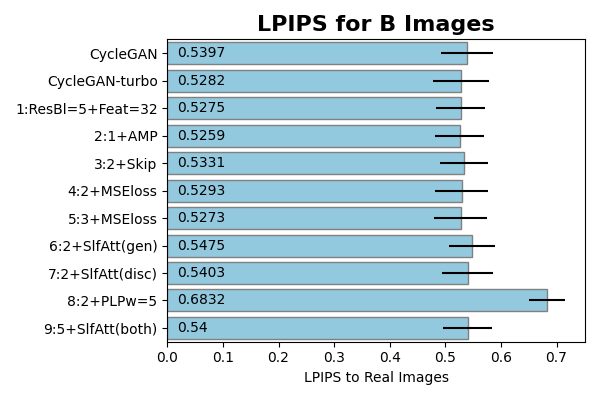 LPIPS for B Images
CycleGAN 0.5397
CycleGAN-turbo 0.5282
1:ResBl=5+Feat=32 0.5275
2:1+AMP 0.5259
3:2+Skip 0.5331
4:2+MSEloss 0.5293
5:3+MSEloss 0.5273
6:2+SlfAtt(gen) 0.5475
7:2+SlfAtt(disc) 0.5403
8:2+PLPw=5 0.6832
9:5+SlfAtt(both) 0.54
0.0 0.1 0.2 0.3 0.4 0.5 0.6 0.7
LPIPS to Real Images